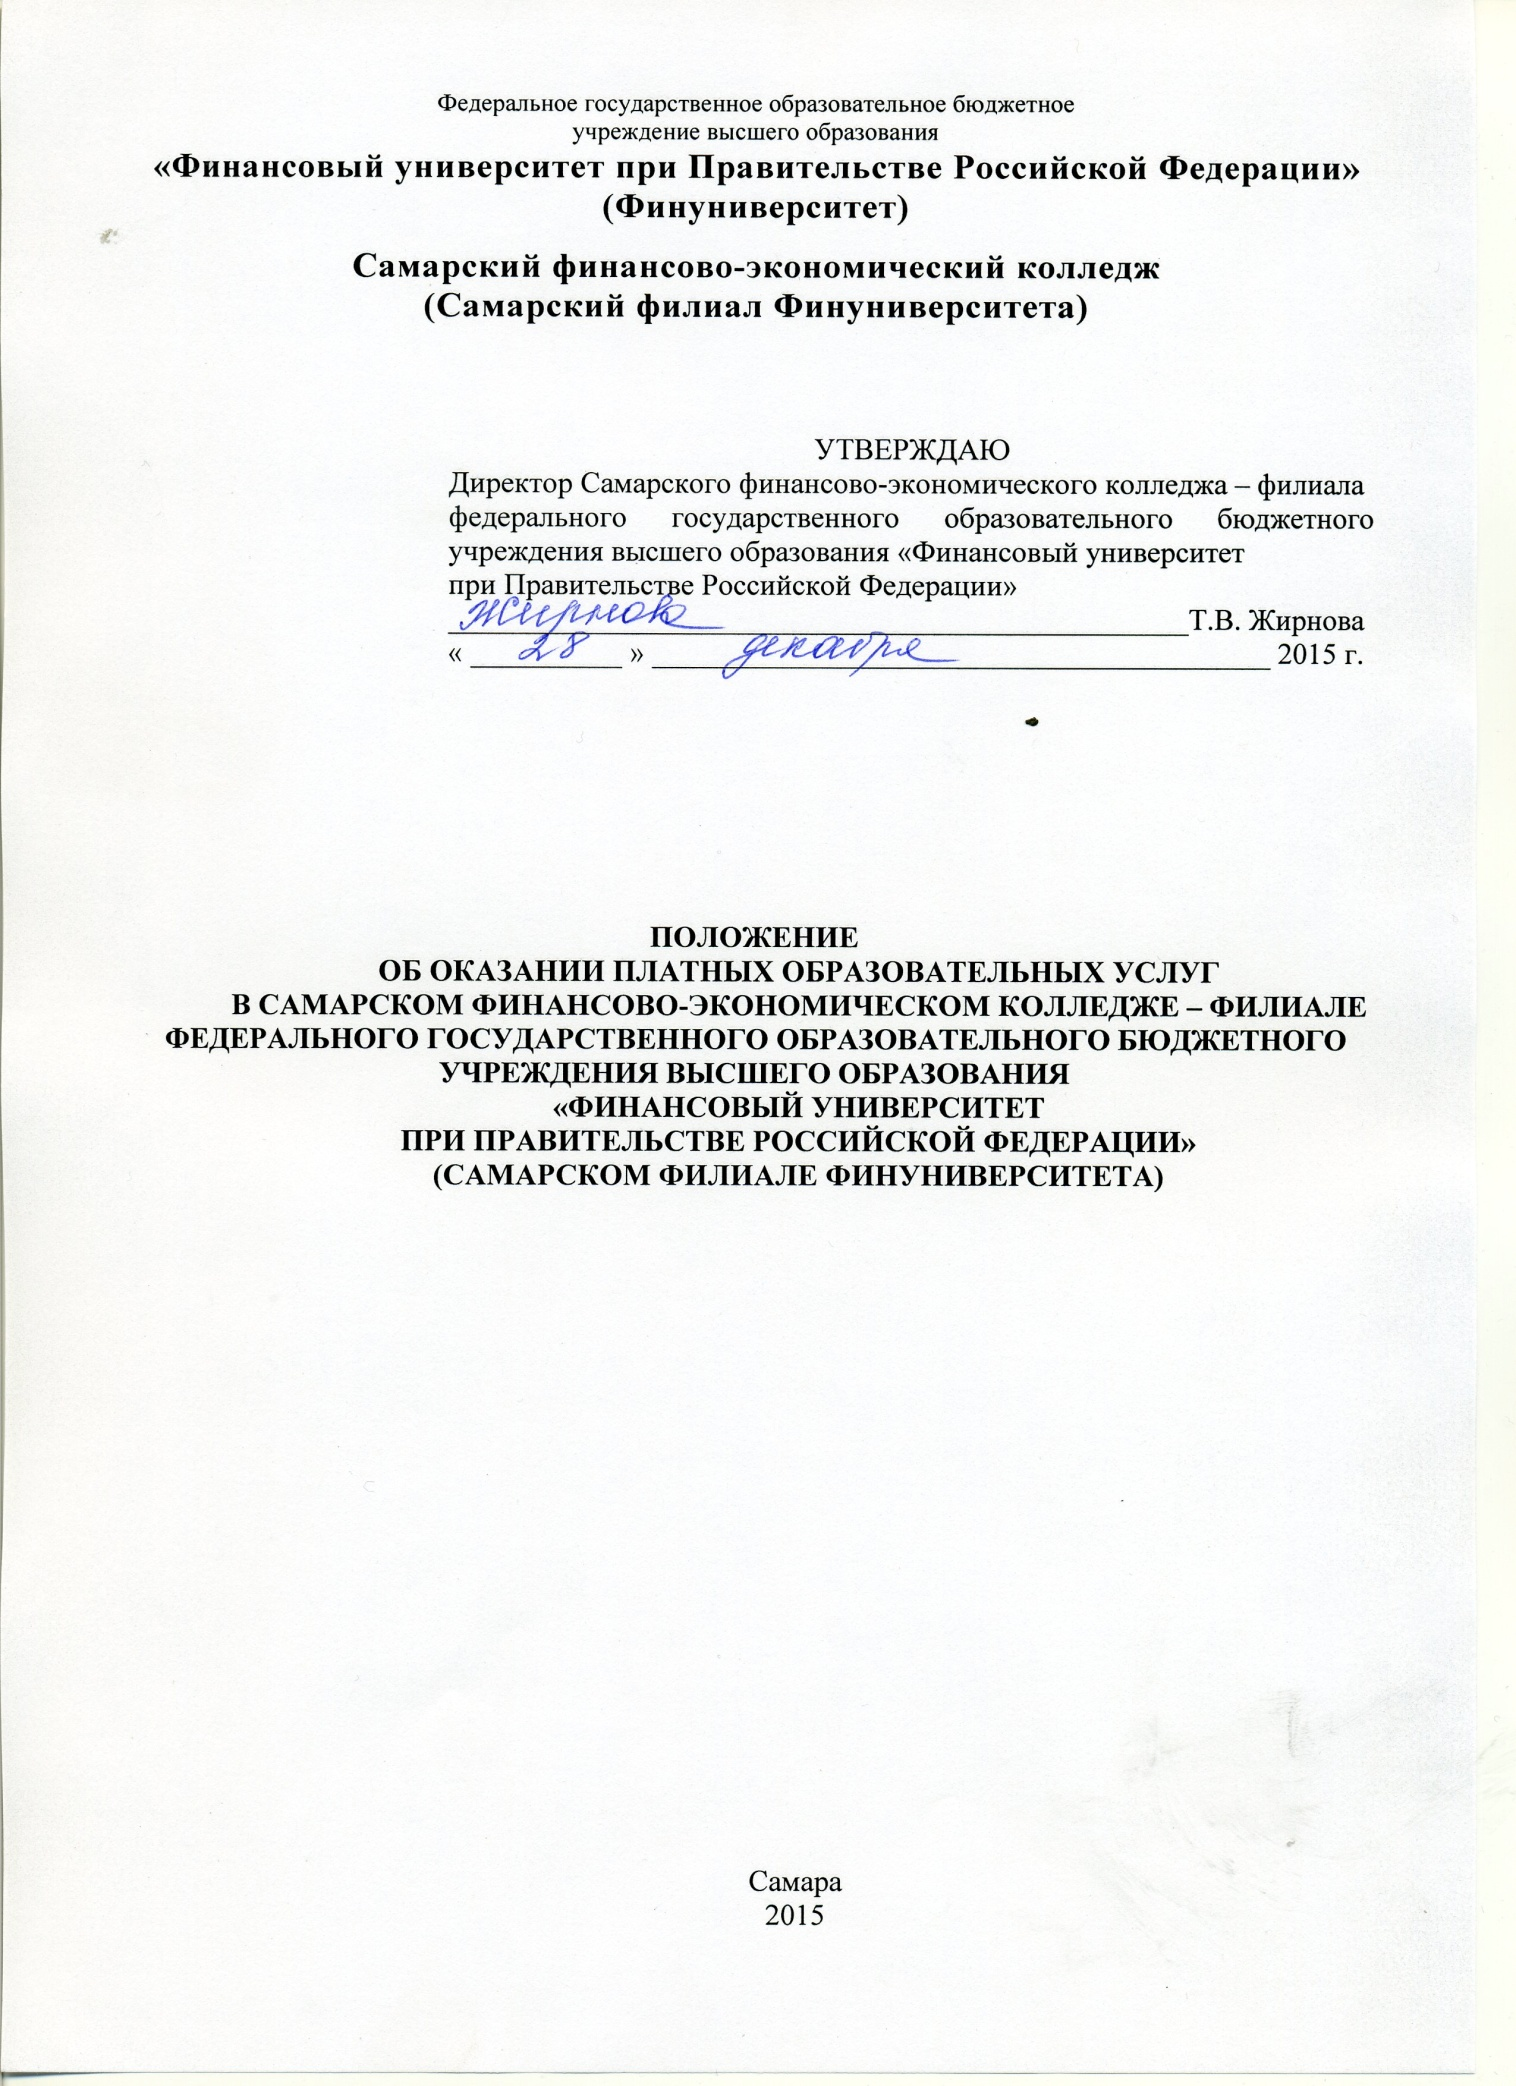 Федеральное государственное образовательное бюджетное
учреждение высшего образования
«Финансовый университет при Правительстве Российской Федерации»
(Финуниверситет)
Самарский финансово-экономический колледж
(Самарский филиал Финуниверситета)
УТВЕРЖДАЮ
Директор Самарского финансово-экономического колледжа – филиала
федерального государственного образовательного бюджетного
учреждения высшего образования «Финансовый университет
при Правительстве Российской Федерации»
Жирнова Т.В. Жирнова
« 28 » декабря 2015 г.
ПОЛОЖЕНИЕ
ОБ ОКАЗАНИИ ПЛАТНЫХ ОБРАЗОВАТЕЛЬНЫХ УСЛУГ
В САМАРСКОМ ФИНАНСОВО-ЭКОНОМИЧЕСКОМ КОЛЛЕДЖЕ – ФИЛИАЛЕ
ФЕДЕРАЛЬНОГО ГОСУДАРСТВЕННОГО ОБРАЗОВАТЕЛЬНОГО БЮДЖЕТНОГО
УЧРЕЖДЕНИЯ ВЫСШЕГО ОБРАЗОВАНИЯ
«ФИНАНСОВЫЙ УНИВЕРСИТЕТ
ПРИ ПРАВИТЕЛЬСТВЕ РОССИЙСКОЙ ФЕДЕРАЦИИ»
(САМАРСКОМ ФИЛИАЛЕ ФИНУНИВЕРСИТЕТА)
Самара
2015